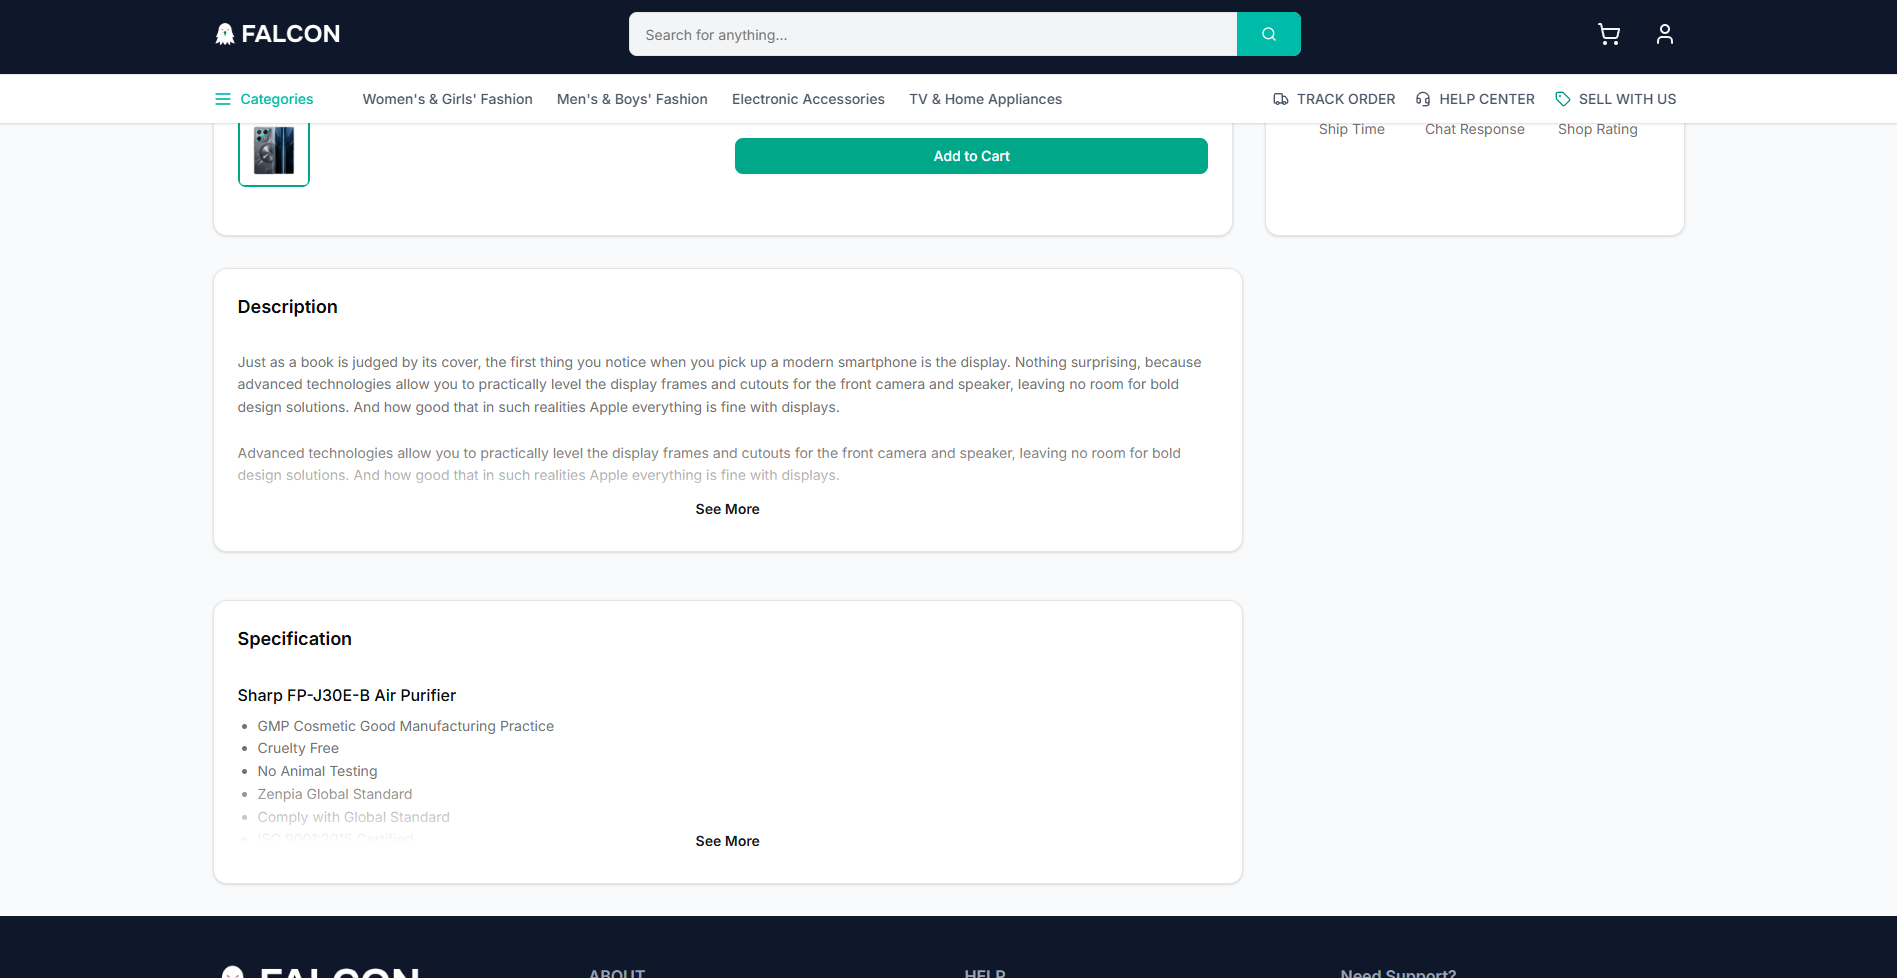 FALCON
Search for anything...
Categories
Women's & Girls' Fashion
Men's & Boys' Fashion
Electronic Accessories
TV & Home Appliances
TRACK ORDER
HELP CENTER
SELL WITH US
Ship Time
Chat Response
Shop Rating
Add to Cart
Description
Just as a book is judged by its cover, the first thing you notice when you pick up a modern smartphone is the display. Nothing surprising, because
advanced technologies allow you to practically level the display frames and cutouts for the front camera and speaker, leaving no room for bold
design solutions. And how good that in such realities Apple everything is fine with displays.
Advanced technologies allow you to practically level the display frames and cutouts for the front camera and speaker, leaving no room for bold
design solutions. And how good that in such realities Apple everything is fine with displays.
See More
Specification
Sharp FP-J30E-B Air Purifier
GMP Cosmetic Good Manufacturing Practice
Cruelty Free
No Animal Testing
Zenpia Global Standard
Comply with Global Standard
ISO 9001:2015 Certified
See More
FALCON
ABOUT
HELP
Need Support?